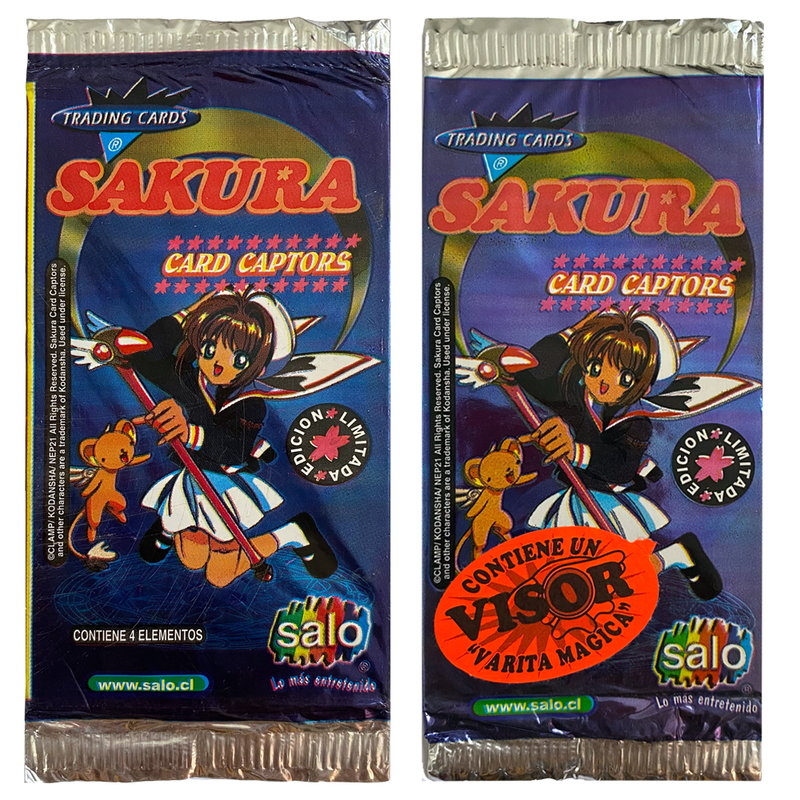 TRADING CARDS
®
SAKURA
CARD CAPTORS
©CLAMP/ KODANSHA/ NEP21 All Rights Reserved. Sakura Card Captors
and other characters are a trademark of Kodansha. Used under license.
EDICION LIMITADA
CONTIENE 4 ELEMENTOS
salo
®
Lo más entretenido
www.salo.cl
TRADING CARDS
®
SAKURA
CARD CAPTORS
©CLAMP/ KODANSHA/ NEP21 All Rights Reserved. Sakura Card Captors
and other characters are a trademark of Kodansha. Used under license.
EDICION LIMITADA
CONTIENE UN
VISOR
"VARITA MAGICA"
salo
®
Lo más entretenido
www.salo.cl